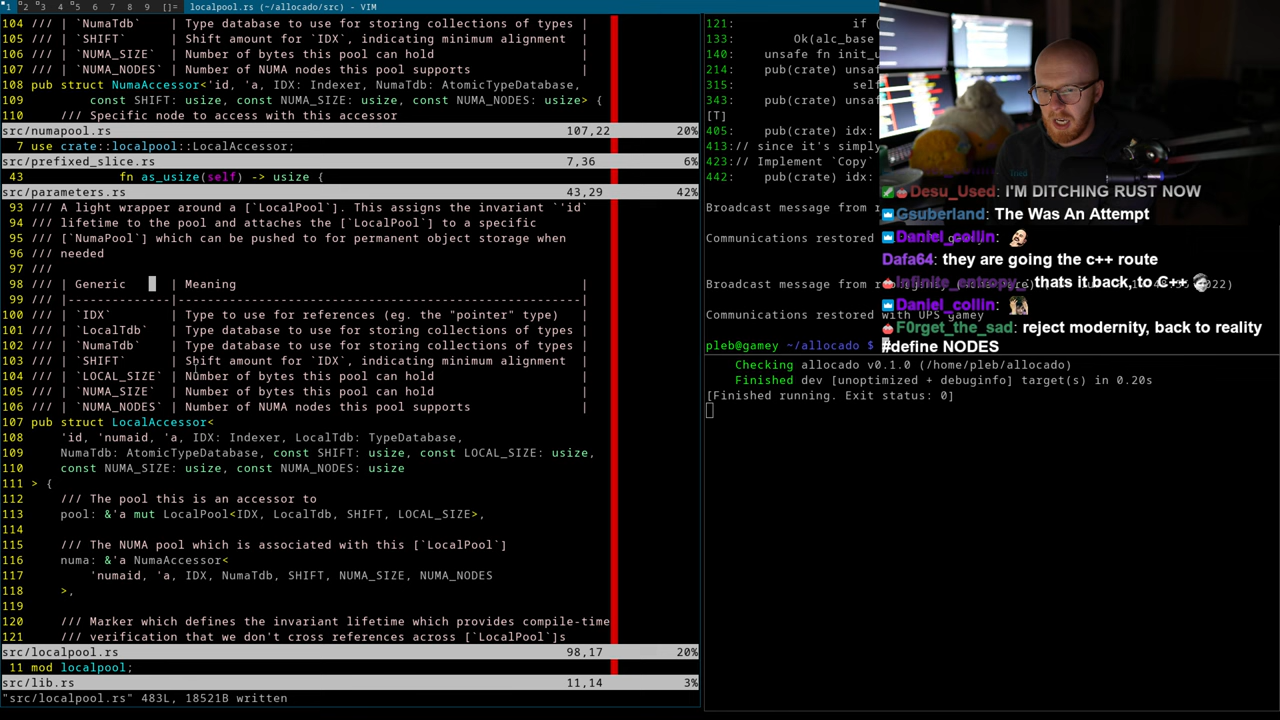 1 2 3 4 5 6 7 8 9 []= localpool.rs (~/allocado/src) - VIM
104 /// | `NumaTdb` | Type database to use for storing collections of types |
105 /// | `SHIFT` | Shift amount for `IDX`, indicating minimum alignment |
106 /// | `NUMA_SIZE` | Number of bytes this pool can hold |
107 /// | `NUMA_NODES` | Number of NUMA nodes this pool supports |
108 pub struct NumaAccessor<'id, 'a, IDX: Indexer, NumaTdb: AtomicTypeDatabase,
109 const SHIFT: usize, const NUMA_SIZE: usize, const NUMA_NODES: usize> {
110 /// Specific node to access with this accessor
src/numapool.rs 107,22 20%
7 use crate::localpool::LocalAccessor;
src/prefixed_slice.rs 7,36 6%
43 fn as_usize(self) -> usize {
src/parameters.rs 43,29 42%
93 /// A light wrapper around a [`LocalPool`]. This assigns the invariant `'id`
94 /// lifetime to the pool and attaches the [`LocalPool`] to a specific
95 /// [`NumaPool`] which can be pushed to for permanent object storage when
96 /// needed
97 ///
98 /// | Generic | Meaning |
99 /// |--------------|-----------------------------------------------------|
100 /// | `IDX` | Type to use for references (eg. the "pointer" type) |
101 /// | `LocalTdb` | Type database to use for storing collections of types |
102 /// | `NumaTdb` | Type database to use for storing collections of types |
103 /// | `SHIFT` | Shift amount for `IDX`, indicating minimum alignment |
104 /// | `LOCAL_SIZE` | Number of bytes this pool can hold |
105 /// | `NUMA_SIZE` | Number of bytes this pool can hold |
106 /// | `NUMA_NODES` | Number of NUMA nodes this pool supports |
107 pub struct LocalAccessor<
108 'id, 'numaid, 'a, IDX: Indexer, LocalTdb: TypeDatabase,
109 NumaTdb: AtomicTypeDatabase, const SHIFT: usize, const LOCAL_SIZE: usize,
110 const NUMA_SIZE: usize, const NUMA_NODES: usize
111 > {
112 /// The pool this is an accessor to
113 pool: &'a mut LocalPool<IDX, LocalTdb, SHIFT, LOCAL_SIZE>,
114
115 /// The NUMA pool which is associated with this [`LocalPool`]
116 numa: &'a NumaAccessor<
117 'numaid, 'a, IDX, NumaTdb, SHIFT, NUMA_SIZE, NUMA_NODES
118 >,
119
120 /// Marker which defines the invariant lifetime which provides compile-time
121 /// verification that we don't cross references across [`LocalPool`]s
src/localpool.rs 98,17 20%
11 mod localpool;
src/lib.rs 11,14 3%
"src/localpool.rs" 483L, 18521B written
121: if (
133: Ok(alc_base
140: unsafe fn init_u
214: pub(crate) unsaf
315: self
343: pub(crate) unsaf
[T]
405: pub(crate) idx:
413:// since it's simply
423:// Implement `Copy`
442: pub(crate) idx:
Broadcast message from r
Communications restored
Broadcast message from 2022)
Communications restored with UPS gamey
pleb@gamey ~/allocado $
Checking allocado v0.1.0 (/home/pleb/allocado)
Finished dev [unoptimized + debuginfo] target(s) in 0.20s
[Finished running. Exit status: 0]
Desu_Used: I'M DITCHING RUST NOW
Gsuberland: The Was An Attempt
Daniel_collin:
Dafa64: they are going the c++ route
infinite_entropy_: thats it back, to C++
Daniel_collin:
F0rget_the_sad: reject modernity, back to reality
#define NODES